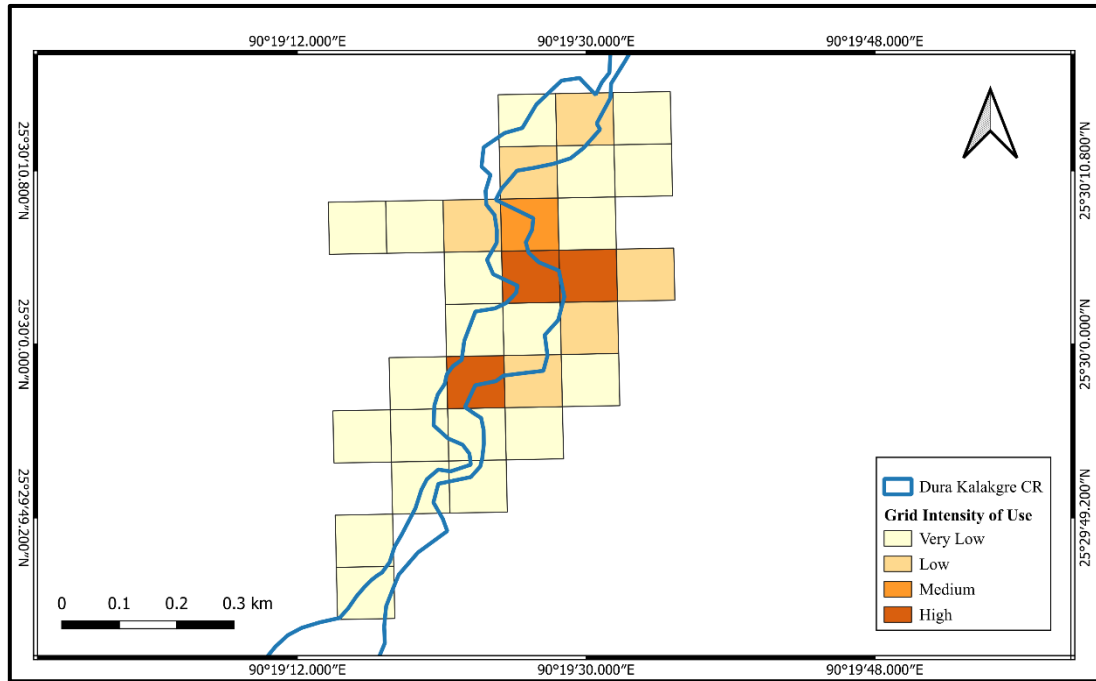 90°19′12.000″E 90°19′30.000″E 90°19′48.000″E
25°30′10.800″N 25°30′10.800″N
25°30′0.000″N 25°30′0.000″N
25°29′49.200″N 25°29′49.200″N
Dura Kalakgre CR
Grid Intensity of Use
Very Low
Low
Medium
High
0 0.1 0.2 0.3 km
90°19′12.000″E 90°19′30.000″E 90°19′48.000″E